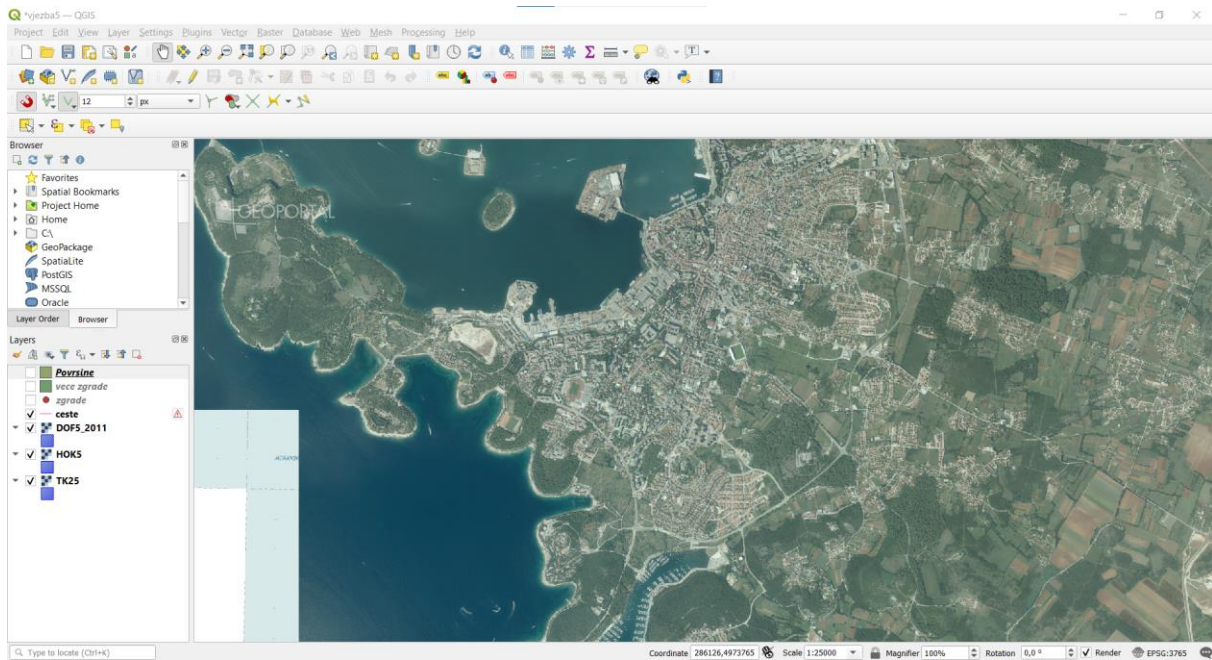 *vjezba5 — QGIS
Project Edit View Layer Settings Plugins Vector Raster Database Web Mesh Processing Help
12 px
Browser
Favorites
Spatial Bookmarks
Project Home
Home
C:\
GeoPackage
SpatiaLite
PostGIS
MSSQL
Oracle
Layer Order Browser
Layers
Povrsine
vece zgrade
zgrade
ceste
DOF5_2011
HOK5
TK25
GEOPORTAL
Type to locate (Ctrl+K) Coordinate 286126,4973765 Scale 1:25000 Magnifier 100% Rotation 0,0 ° Render EPSG:3765